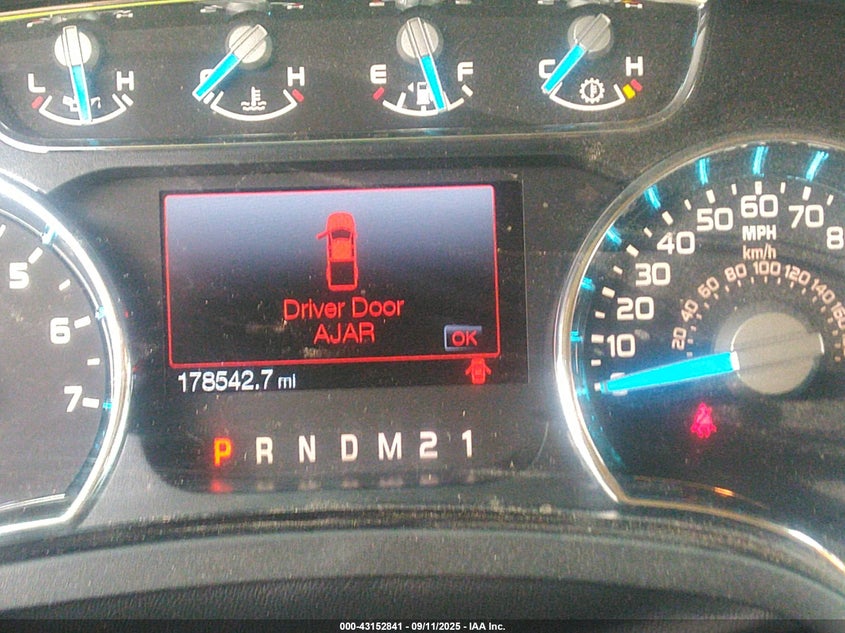 L H
C H
E F
C H
5
6
7
Driver Door
AJAR
OK
178542.7 mi
P R N D M 2 1
10
20
30
40
50
60
70
MPH
km/h
20
40
60
80
100
120
140
000-43152841 - 09/11/2025 - IAA Inc.